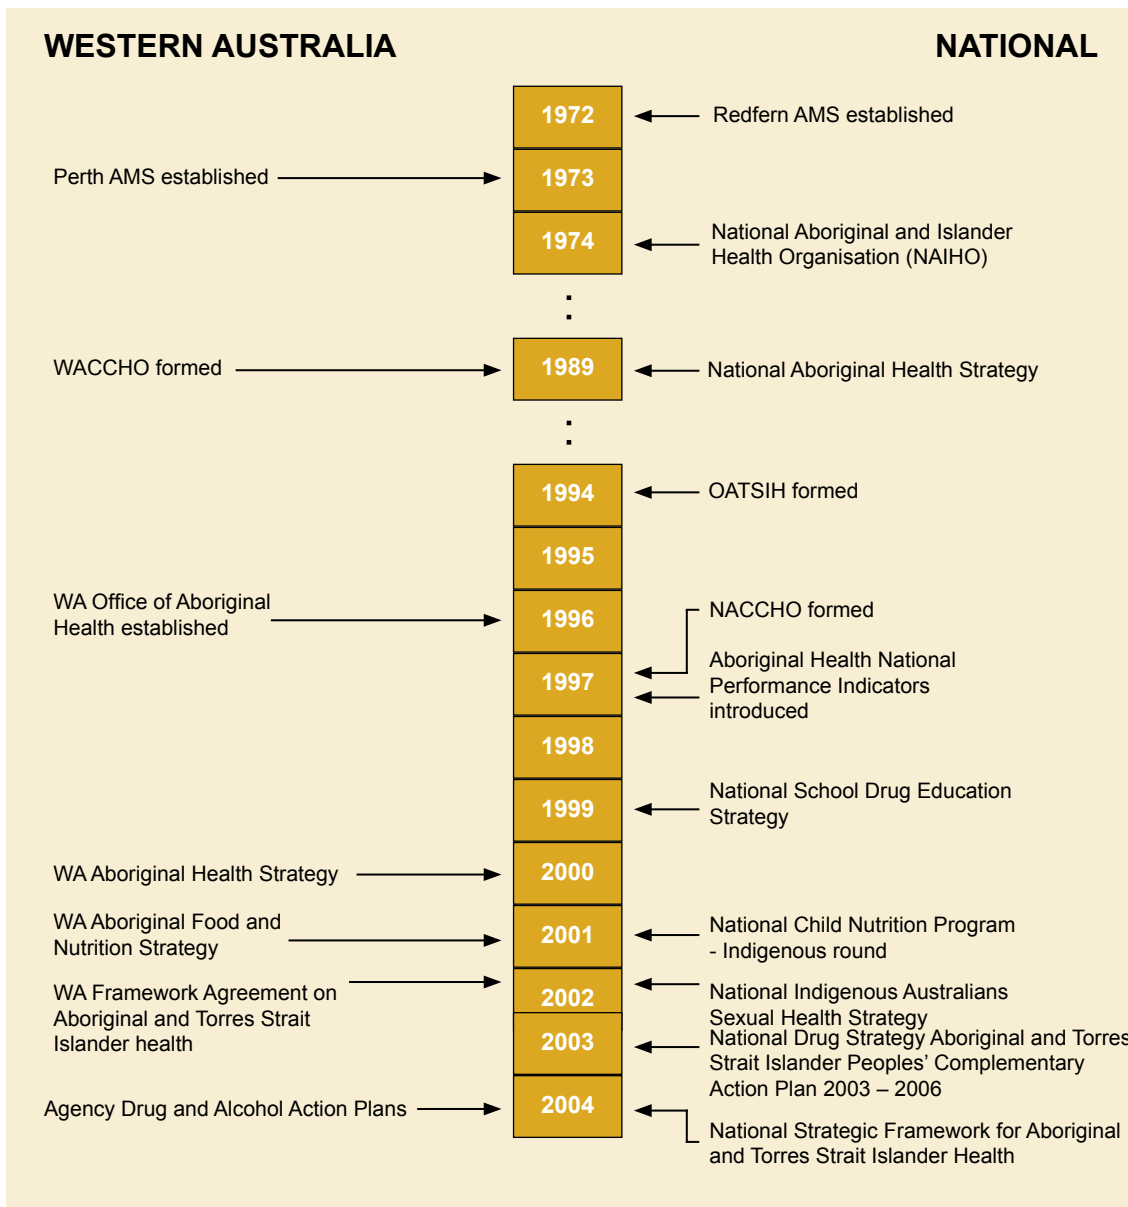 WESTERN AUSTRALIA
NATIONAL
1972
Redfern AMS established
Perth AMS established
1973
1974
National Aboriginal and Islander
Health Organisation (NAIHO)
:
WACCHO formed
1989
National Aboriginal Health Strategy
:
1994
OATSIH formed
1995
WA Office of Aboriginal
Health established
1996
NACCHO formed
1997
Aboriginal Health National
Performance Indicators
introduced
1998
1999
National School Drug Education
Strategy
WA Aboriginal Health Strategy
2000
WA Aboriginal Food and
Nutrition Strategy
2001
National Child Nutrition Program
- Indigenous round
WA Framework Agreement on
Aboriginal and Torres Strait
Islander health
2002
National Indigenous Australians
Sexual Health Strategy
2003
National Drug Strategy Aboriginal and Torres
Strait Islander Peoples’ Complementary
Action Plan 2003 – 2006
Agency Drug and Alcohol Action Plans
2004
National Strategic Framework for Aboriginal
and Torres Strait Islander Health